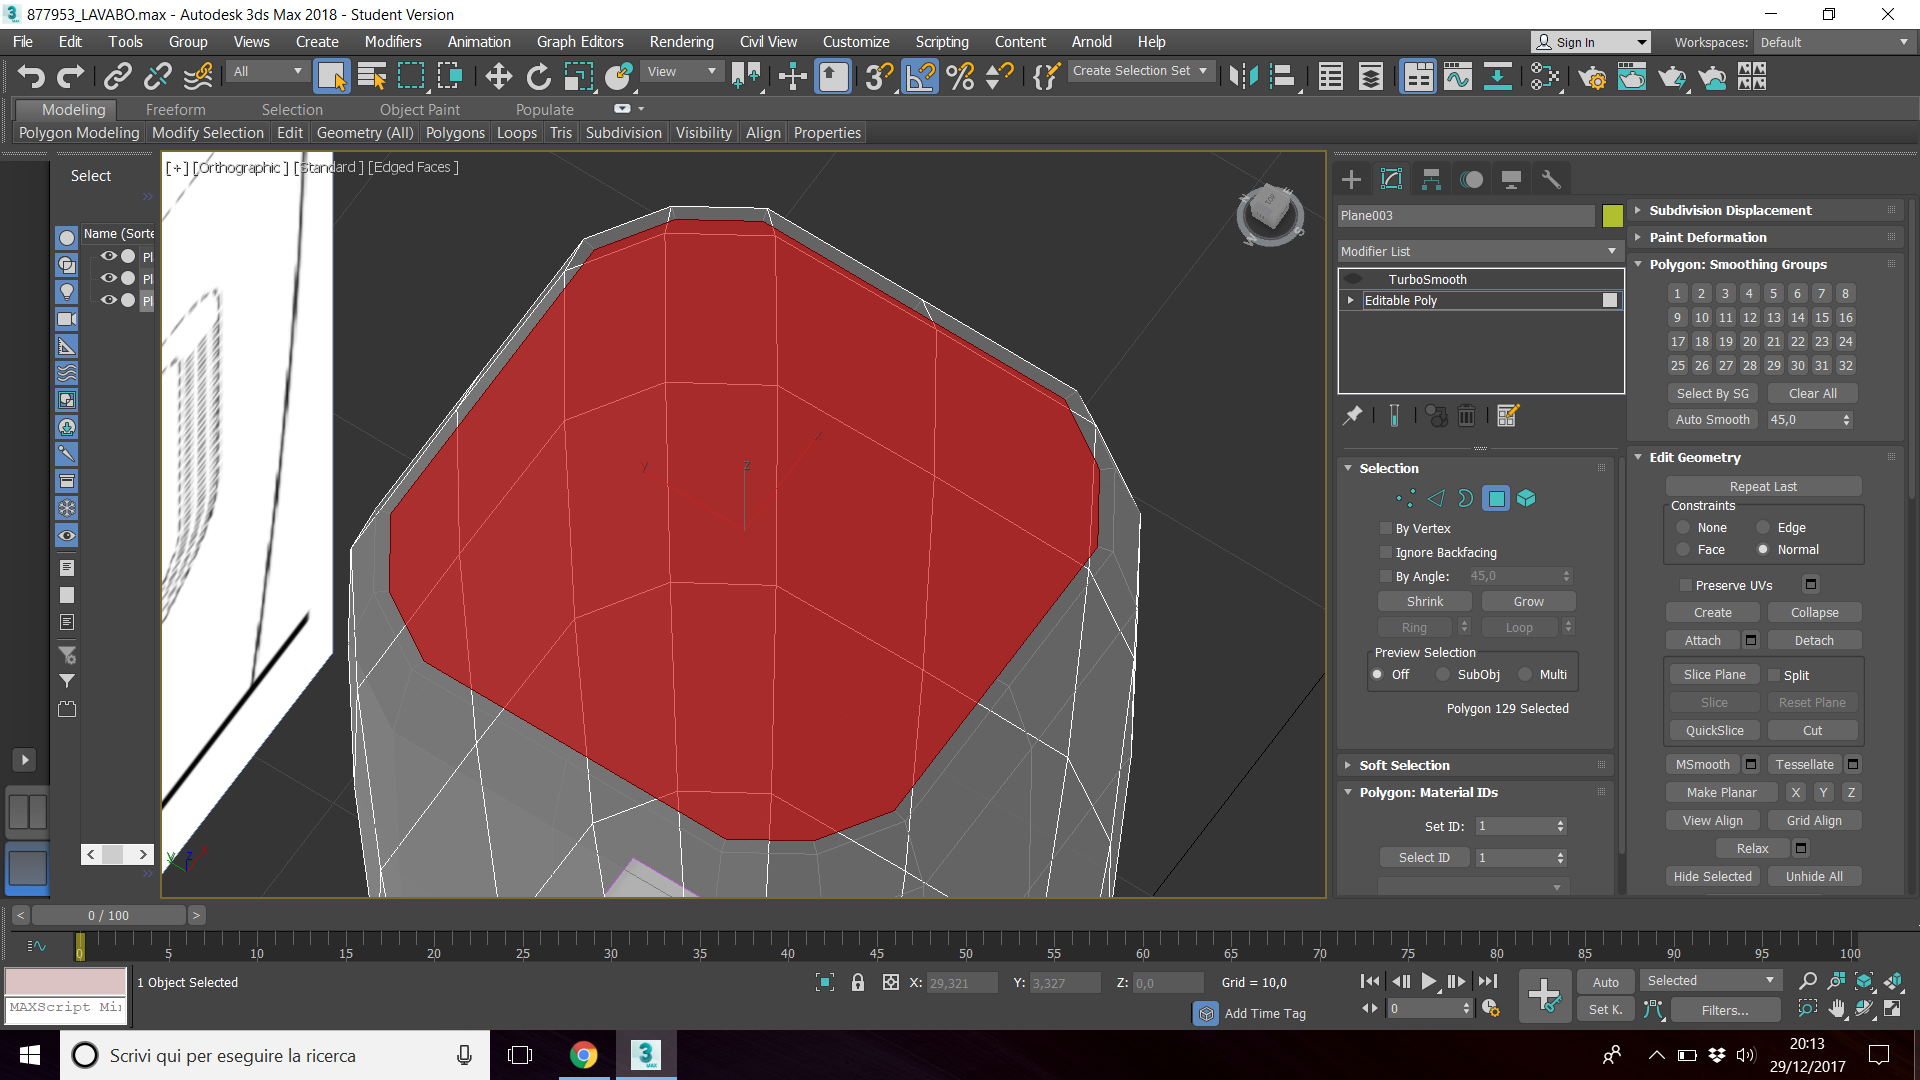 877953_LAVABO.max - Autodesk 3ds Max 2018 - Student Version
File Edit Tools Group Views Create Modifiers Animation Graph Editors Rendering Civil View Customize Scripting Content Arnold Help
Sign In Workspaces: Default
All View Create Selection Set
Modeling Freeform Selection Object Paint Populate
Polygon Modeling Modify Selection Edit Geometry (All) Polygons Loops Tris Subdivision Visibility Align Properties
Select
Name (Sorte
Pl
Pl
Pl
[ + ] [Orthographic ] [Standard ] [Edged Faces ]
TOP
N E S W
x y z
Plane003
Modifier List
TurboSmooth
Editable Poly
Selection
By Vertex
Ignore Backfacing
By Angle: 45,0
Shrink Grow
Ring Loop
Preview Selection
Off SubObj Multi
Polygon 129 Selected
Soft Selection
Polygon: Material IDs
Set ID: 1
Select ID 1
Subdivision Displacement
Paint Deformation
Polygon: Smoothing Groups
1 2 3 4 5 6 7 8
9 10 11 12 13 14 15 16
17 18 19 20 21 22 23 24
25 26 27 28 29 30 31 32
Select By SG Clear All
Auto Smooth 45,0
Edit Geometry
Repeat Last
Constraints
None Edge
Face Normal
Preserve UVs
Create Collapse
Attach Detach
Slice Plane Split
Slice Reset Plane
QuickSlice Cut
MSmooth Tessellate
Make Planar X Y Z
View Align Grid Align
Relax
Hide Selected Unhide All
< 0 / 100 >
0 5 10 15 20 25 30 35 40 45 50 55 60 65 70 75 80 85 90 95 100
1 Object Selected X: 29,321 Y: 3,327 Z: 0,0 Grid = 10,0
MAXScript Mi
Add Time Tag
0
Auto Selected
Set K. Filters...
Scrivi qui per eseguire la ricerca
3
MAX
20:13
29/12/2017